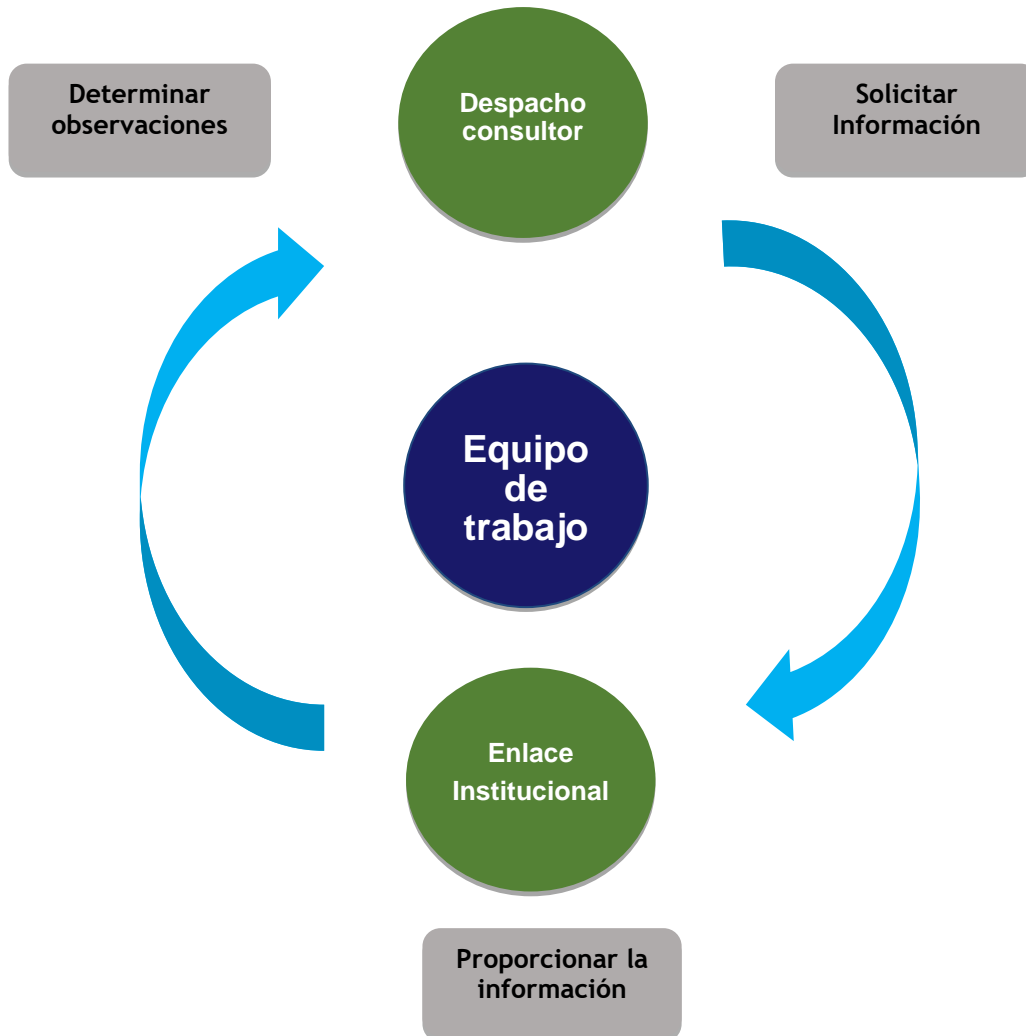 Determinar
observaciones
Despacho
consultor
Solicitar
Información
Equipo
de
trabajo
Enlace
Institucional
Proporcionar la
información